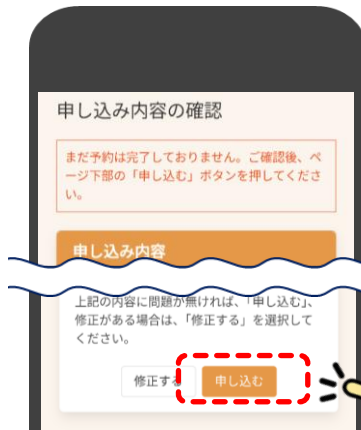 申し込み内容の確認
まだ予約は完了しておりません。ご確認後、ペ
ージ下部の「申し込む」ボタンを押してくださ
い。
申し込み内容
上記の内容に問題が無ければ、「申し込む」、
修正がある場合は、「修正する」を選択して
ください。
修正する
申し込む